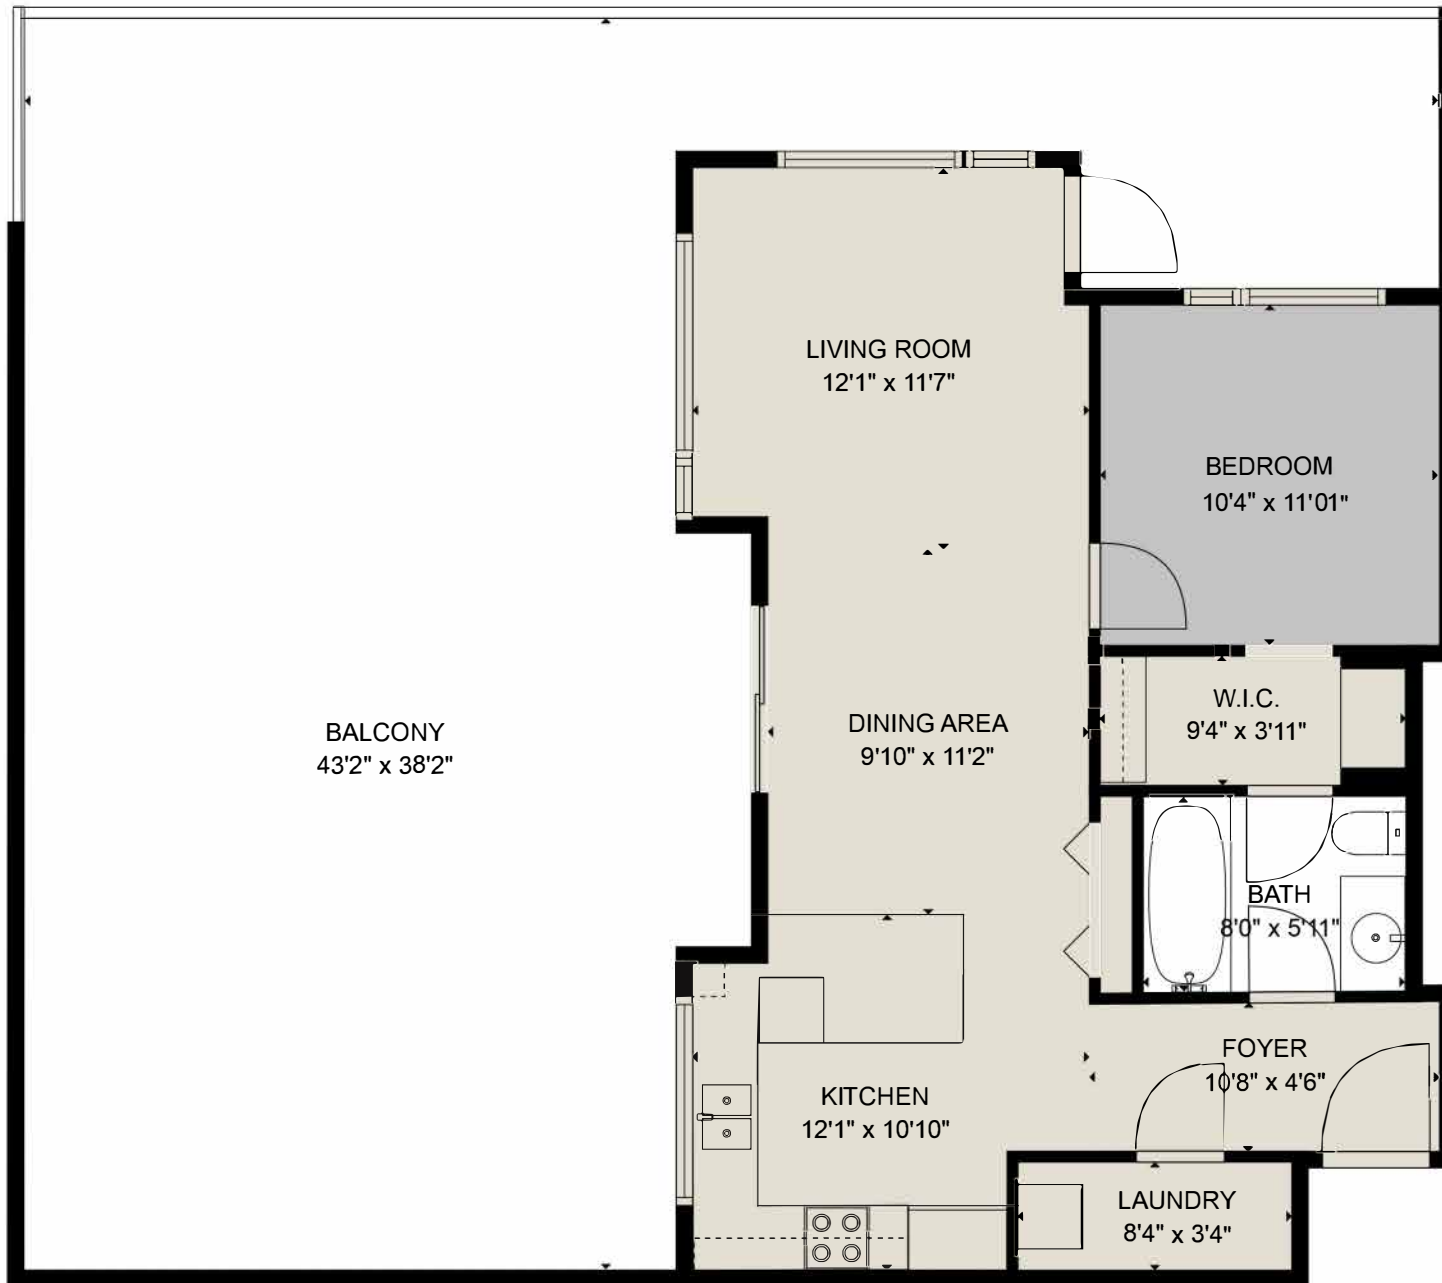 LIVING ROOM
12'1" x 11'7"
BEDROOM
10'4" x 11'01"
W.I.C.
9'4" x 3'11"
BALCONY
43'2" x 38'2"
DINING AREA
9'10" x 11'2"
BATH
8'0" x 5'11"
FOYER
10'8" x 4'6"
KITCHEN
12'1" x 10'10"
LAUNDRY
8'4" x 3'4"